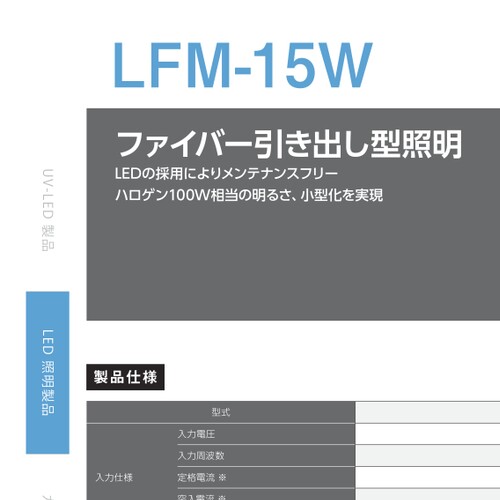 LFM-15W
ファイバー引き出し型照明
LEDの採用によりメンテナンスフリー
ハロゲン100W相当の明るさ、小型化を実現
UV-LED 製品
LED 照明製品
製品仕様
型式
入力仕様
入力電圧
入力周波数
定格電流 ※
突入電流 ※